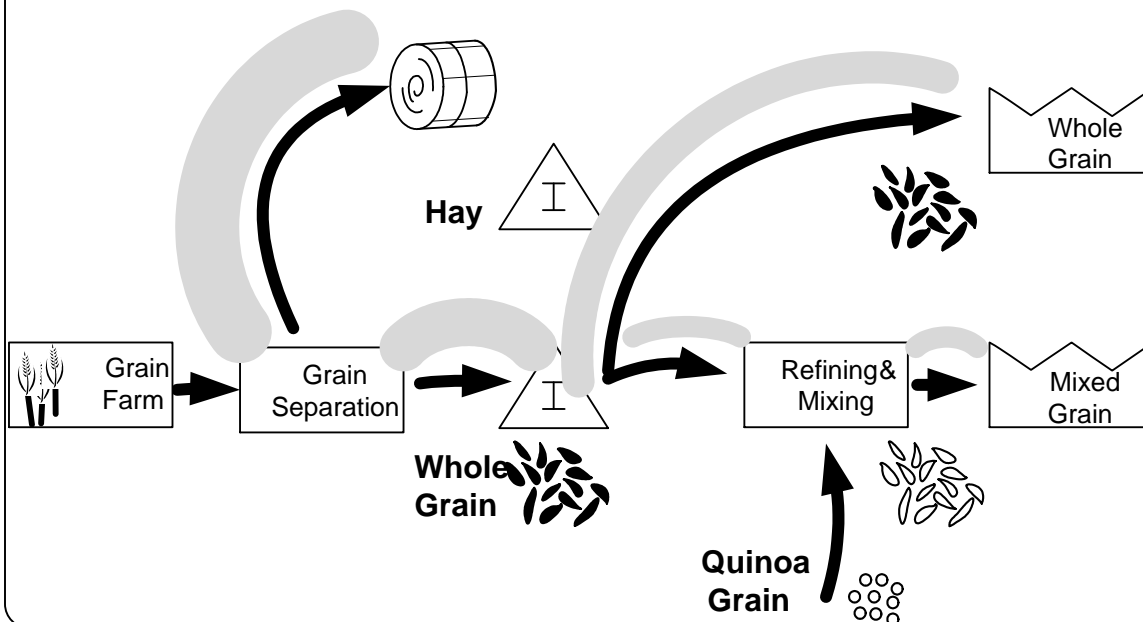 Whole
Grain
Hay
I
Grain
Farm
Grain
Separation
I
Refining&
Mixing
Mixed
Grain
Whole
Grain
Quinoa
Grain